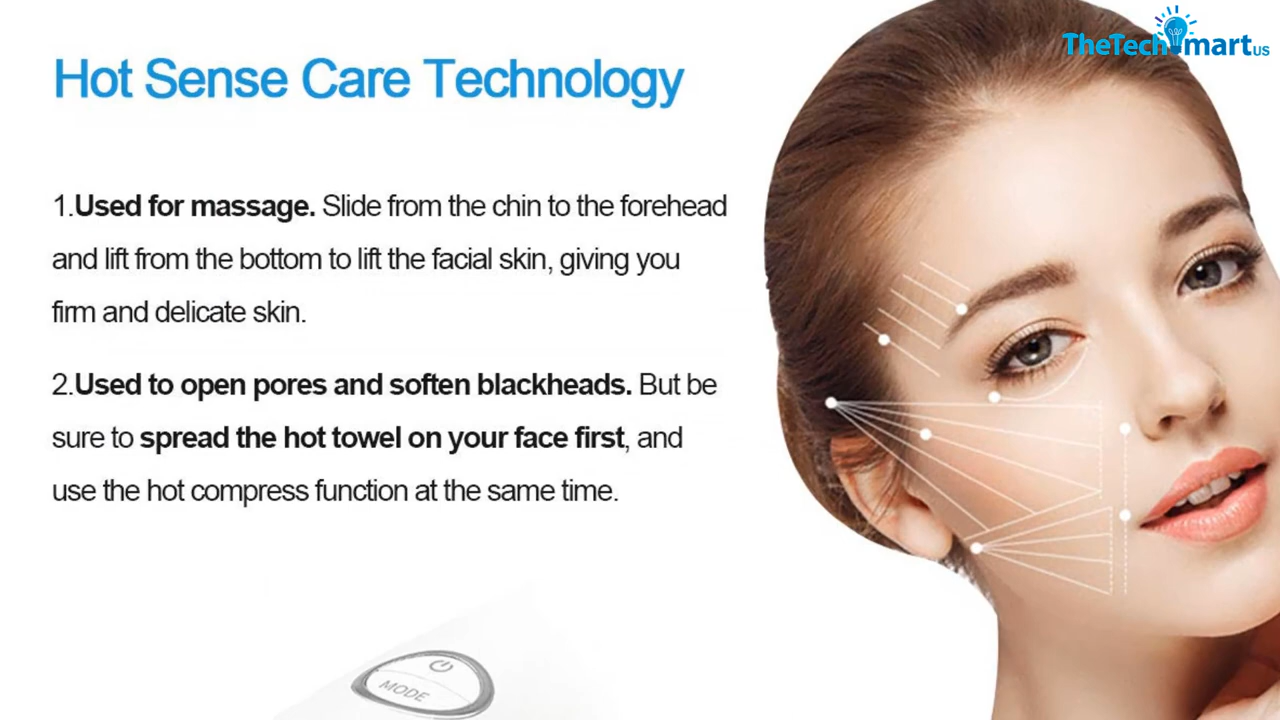 TheTechmart US
Hot Sense Care Technology
1.Used for massage. Slide from the chin to the forehead
and lift from the bottom to lift the facial skin, giving you
firm and delicate skin.
2.Used to open pores and soften blackheads. But be
sure to spread the hot towel on your face first, and
use the hot compress function at the same time.
MODE